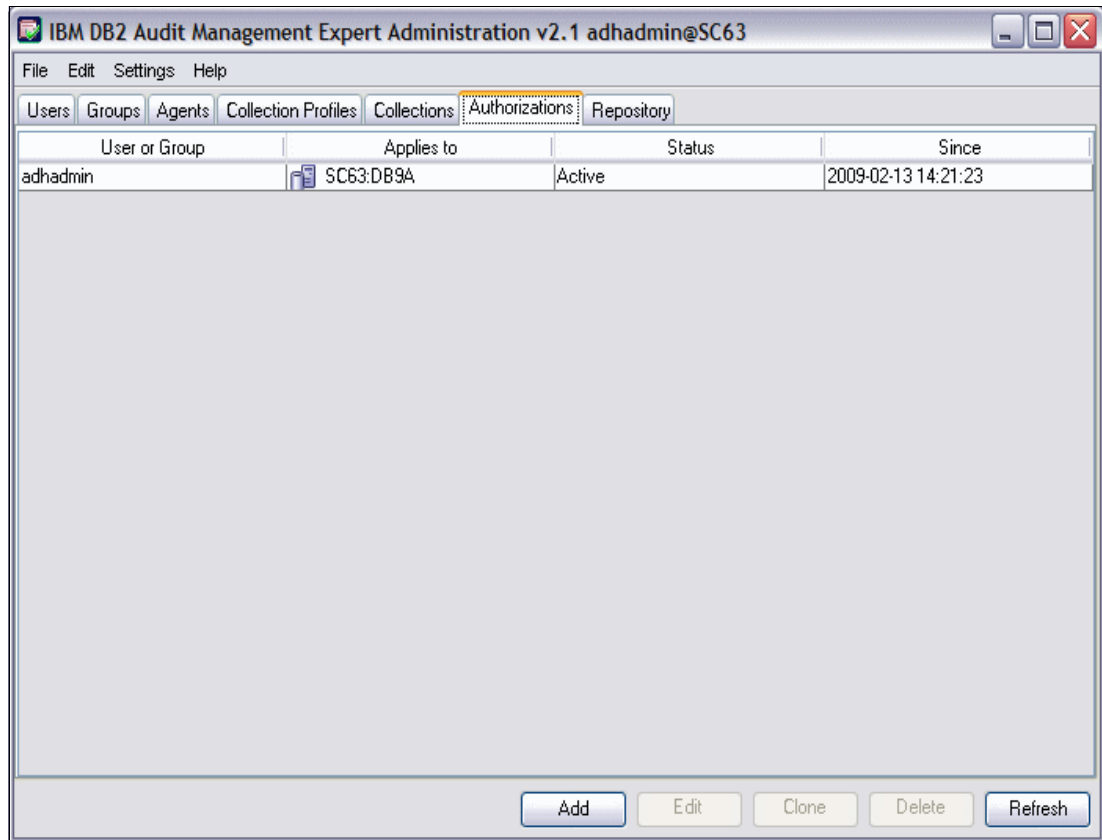 IBM DB2 Audit Management Expert Administration v2.1 adhadmin@SC63
File Edit Settings Help
Users Groups Agents Collection Profiles Collections Authorizations Repository
User or Group Applies to Status Since
adhadmin SC63:DB9A Active 2009-02-13 14:21:23
Add Edit Clone Delete Refresh